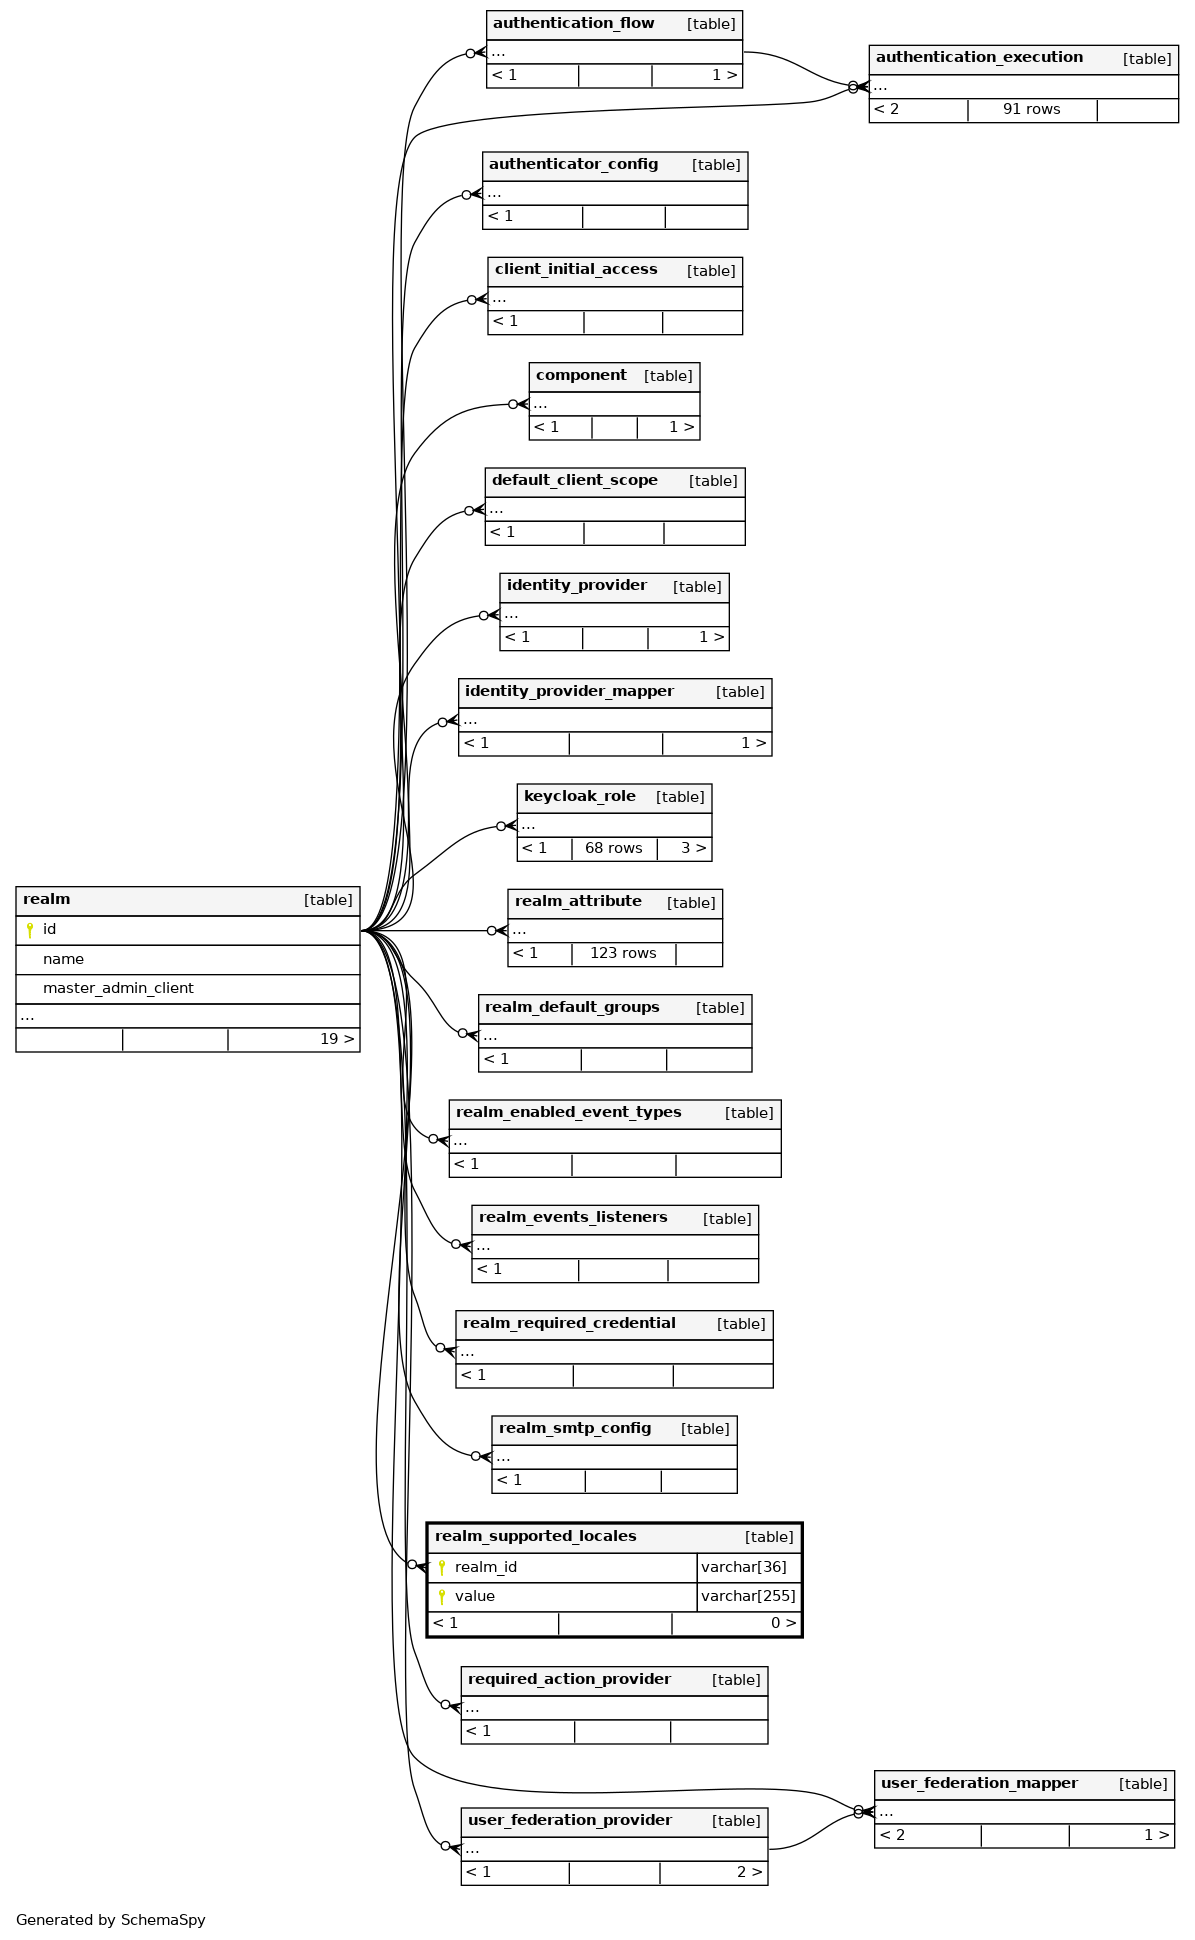 authentication_flow [table]
...
< 1 1 >
authentication_execution [table]
...
< 2 91 rows
authenticator_config [table]
...
< 1
client_initial_access [table]
...
< 1
component [table]
...
< 1 1 >
default_client_scope [table]
...
< 1
identity_provider [table]
...
< 1 1 >
identity_provider_mapper [table]
...
< 1 1 >
keycloak_role [table]
...
< 1 68 rows 3 >
realm [table]
id
name
master_admin_client
...
19 >
realm_attribute [table]
...
< 1 123 rows
realm_default_groups [table]
...
< 1
realm_enabled_event_types [table]
...
< 1
realm_events_listeners [table]
...
< 1
realm_required_credential [table]
...
< 1
realm_smtp_config [table]
...
< 1
realm_supported_locales [table]
realm_id varchar[36]
value varchar[255]
< 1 0 >
required_action_provider [table]
...
< 1
user_federation_mapper [table]
...
< 2 1 >
user_federation_provider [table]
...
< 1 2 >
Generated by SchemaSpy